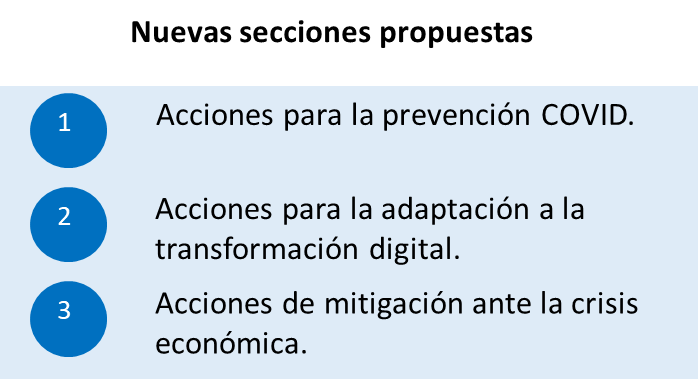 Nuevas secciones propuestas
1
Acciones para la prevención COVID.
2
Acciones para la adaptación a la
transformación digital.
3
Acciones de mitigación ante la crisis
económica.